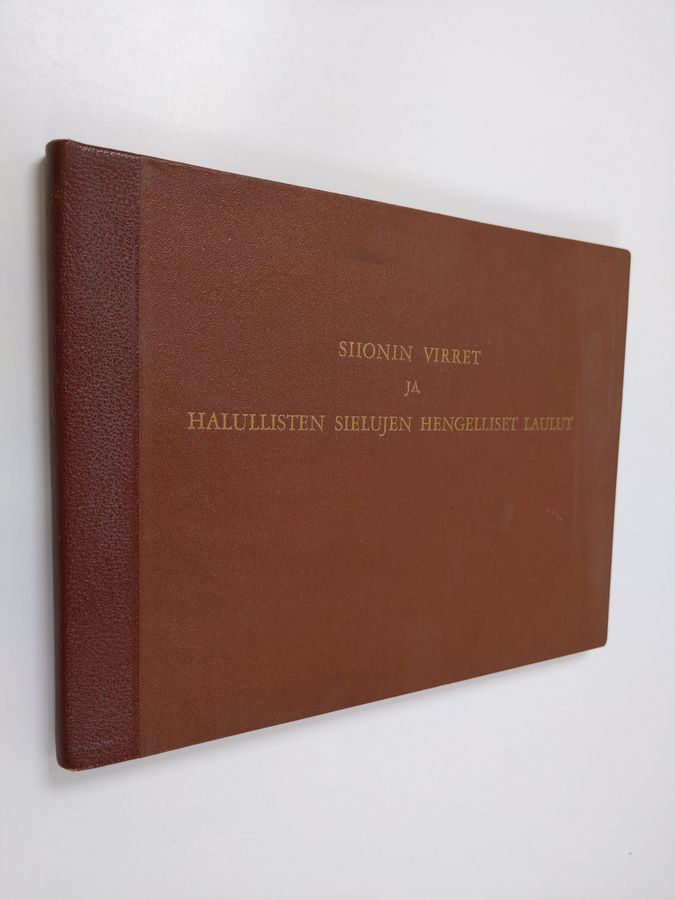 SIIONIN VIRRET
JA
HALULLISTEN SIELUJEN HENGELLISET LAULUT